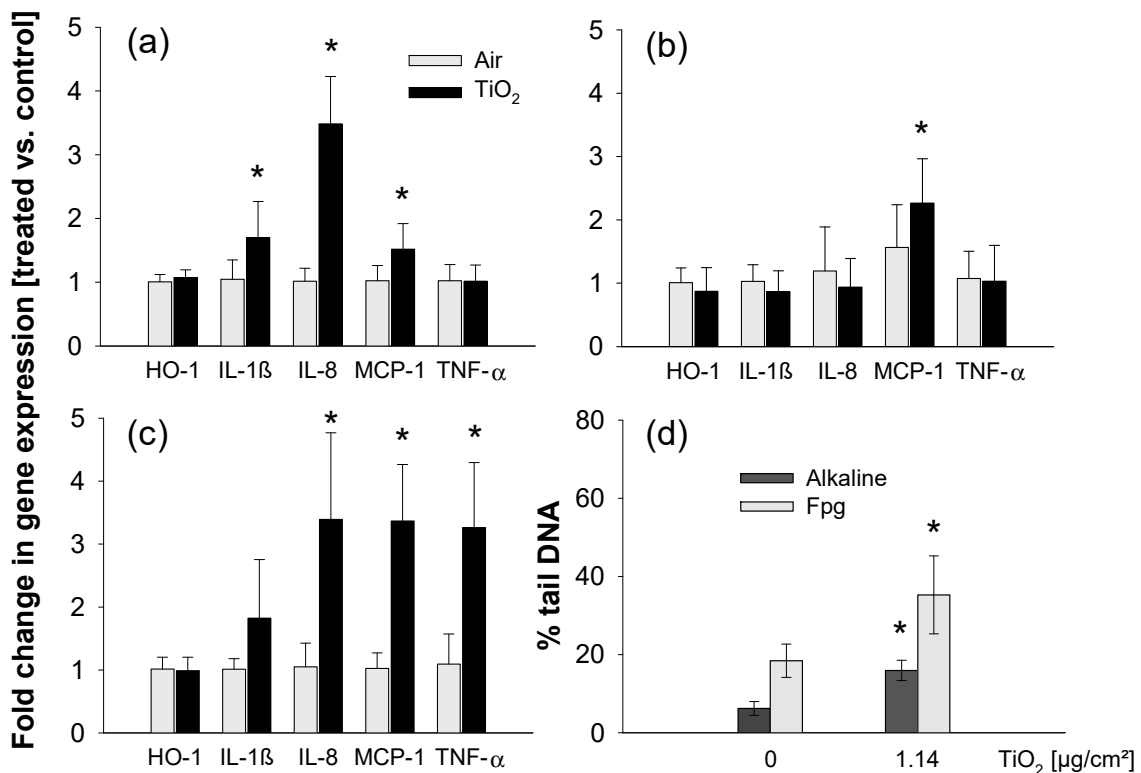 Fold change in gene expression [treated vs. control]
(a)
*
*
*
Air
TiO₂
5
4
3
2
1
0
HO-1 IL-1ß IL-8 MCP-1 TNF-α
(b)
*
5
4
3
2
1
0
HO-1 IL-1ß IL-8 MCP-1 TNF-α
(c)
* * *
5
4
3
2
1
0
HO-1 IL-1ß IL-8 MCP-1 TNF-α
(d)
Alkaline
Fpg
*
*
% tail DNA
80
60
40
20
0
0 1.14 TiO₂ [µg/cm²]